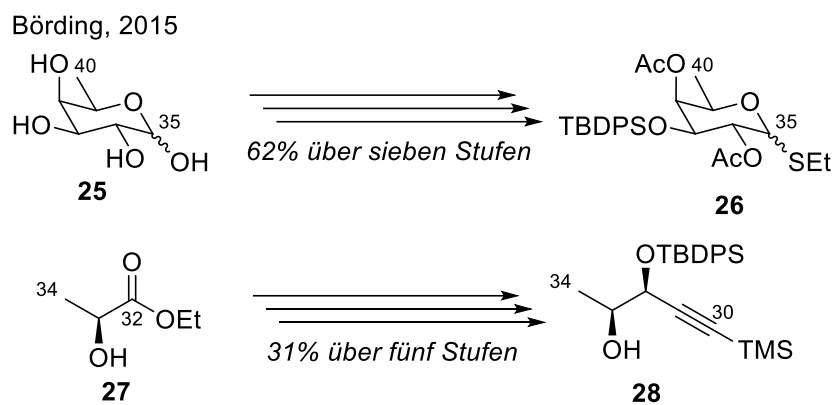 Börding, 2015
HO 40
O 35
HO
HO OH
25
62% über sieben Stufen
AcO 40
O 35
TBDPSO
AcO SEt
26
34 O
32 OEt
OH
27
31% über fünf Stufen
OTBDPS
34 30
OH TMS
28